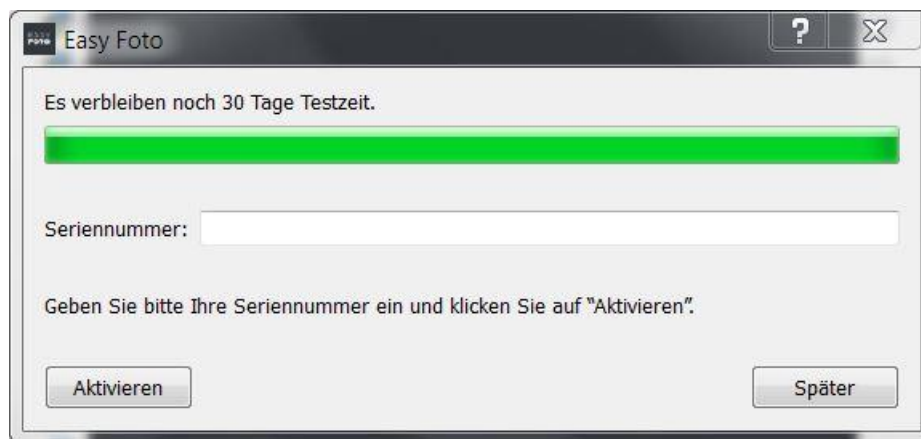 Easy Foto
Es verbleiben noch 30 Tage Testzeit.
Seriennummer:
Geben Sie bitte Ihre Seriennummer ein und klicken Sie auf “Aktivieren”.
Aktivieren
Später